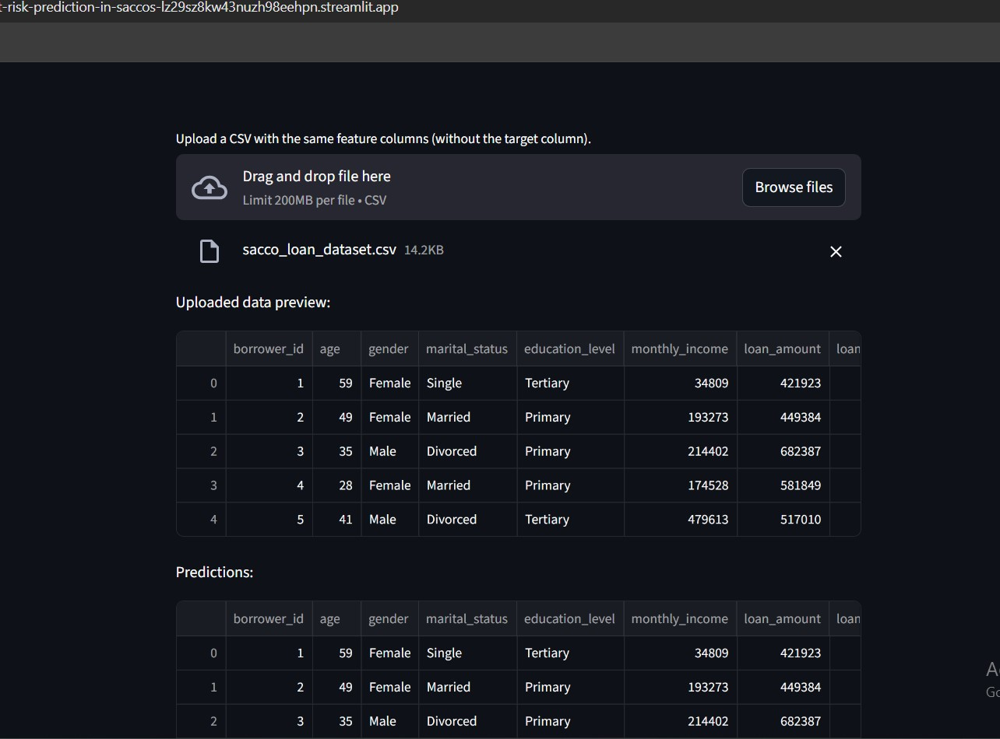 t-risk-prediction-in-saccos-lz29sz8kw43nuzh98eehpn.streamlit.app
Upload a CSV with the same feature columns (without the target column).
Drag and drop file here
Limit 200MB per file • CSV
Browse files
sacco_loan_dataset.csv 14.2KB
Uploaded data preview:
borrower_id age gender marital_status education_level monthly_income loan_amount loan
0 1 59 Female Single Tertiary 34809 421923
1 2 49 Female Married Primary 193273 449384
2 3 35 Male Divorced Primary 214402 682387
3 4 28 Female Married Primary 174528 581849
4 5 41 Male Divorced Tertiary 479613 517010
Predictions:
borrower_id age gender marital_status education_level monthly_income loan_amount loan
0 1 59 Female Single Tertiary 34809 421923
1 2 49 Female Married Primary 193273 449384
2 3 35 Male Divorced Primary 214402 682387